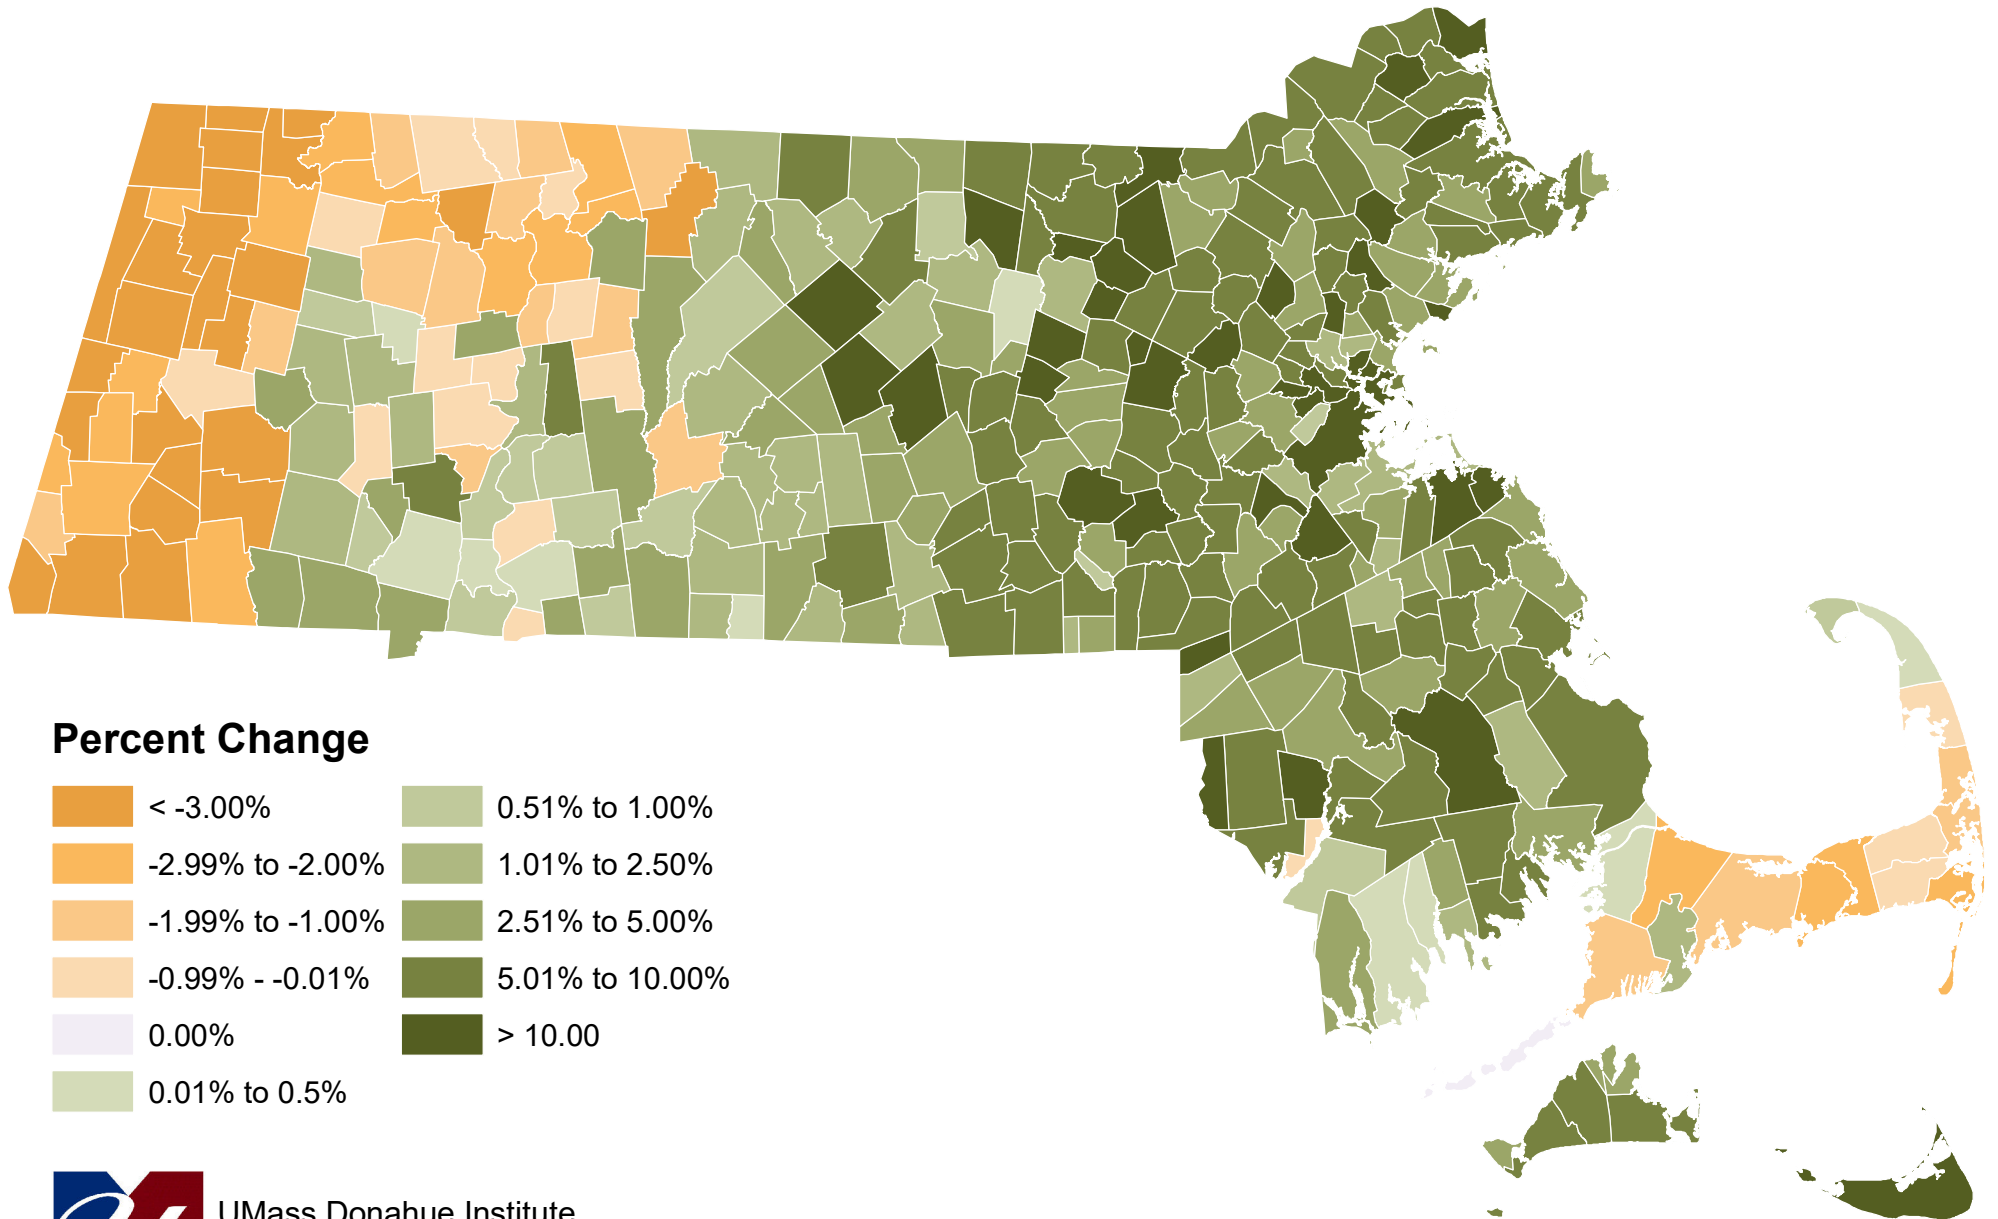 Percent Change
< -3.00%
-2.99% to -2.00%
-1.99% to -1.00%
-0.99% - -0.01%
0.00%
0.01% to 0.5%
0.51% to 1.00%
1.01% to 2.50%
2.51% to 5.00%
5.01% to 10.00%
> 10.00
UMass Donahue Institute